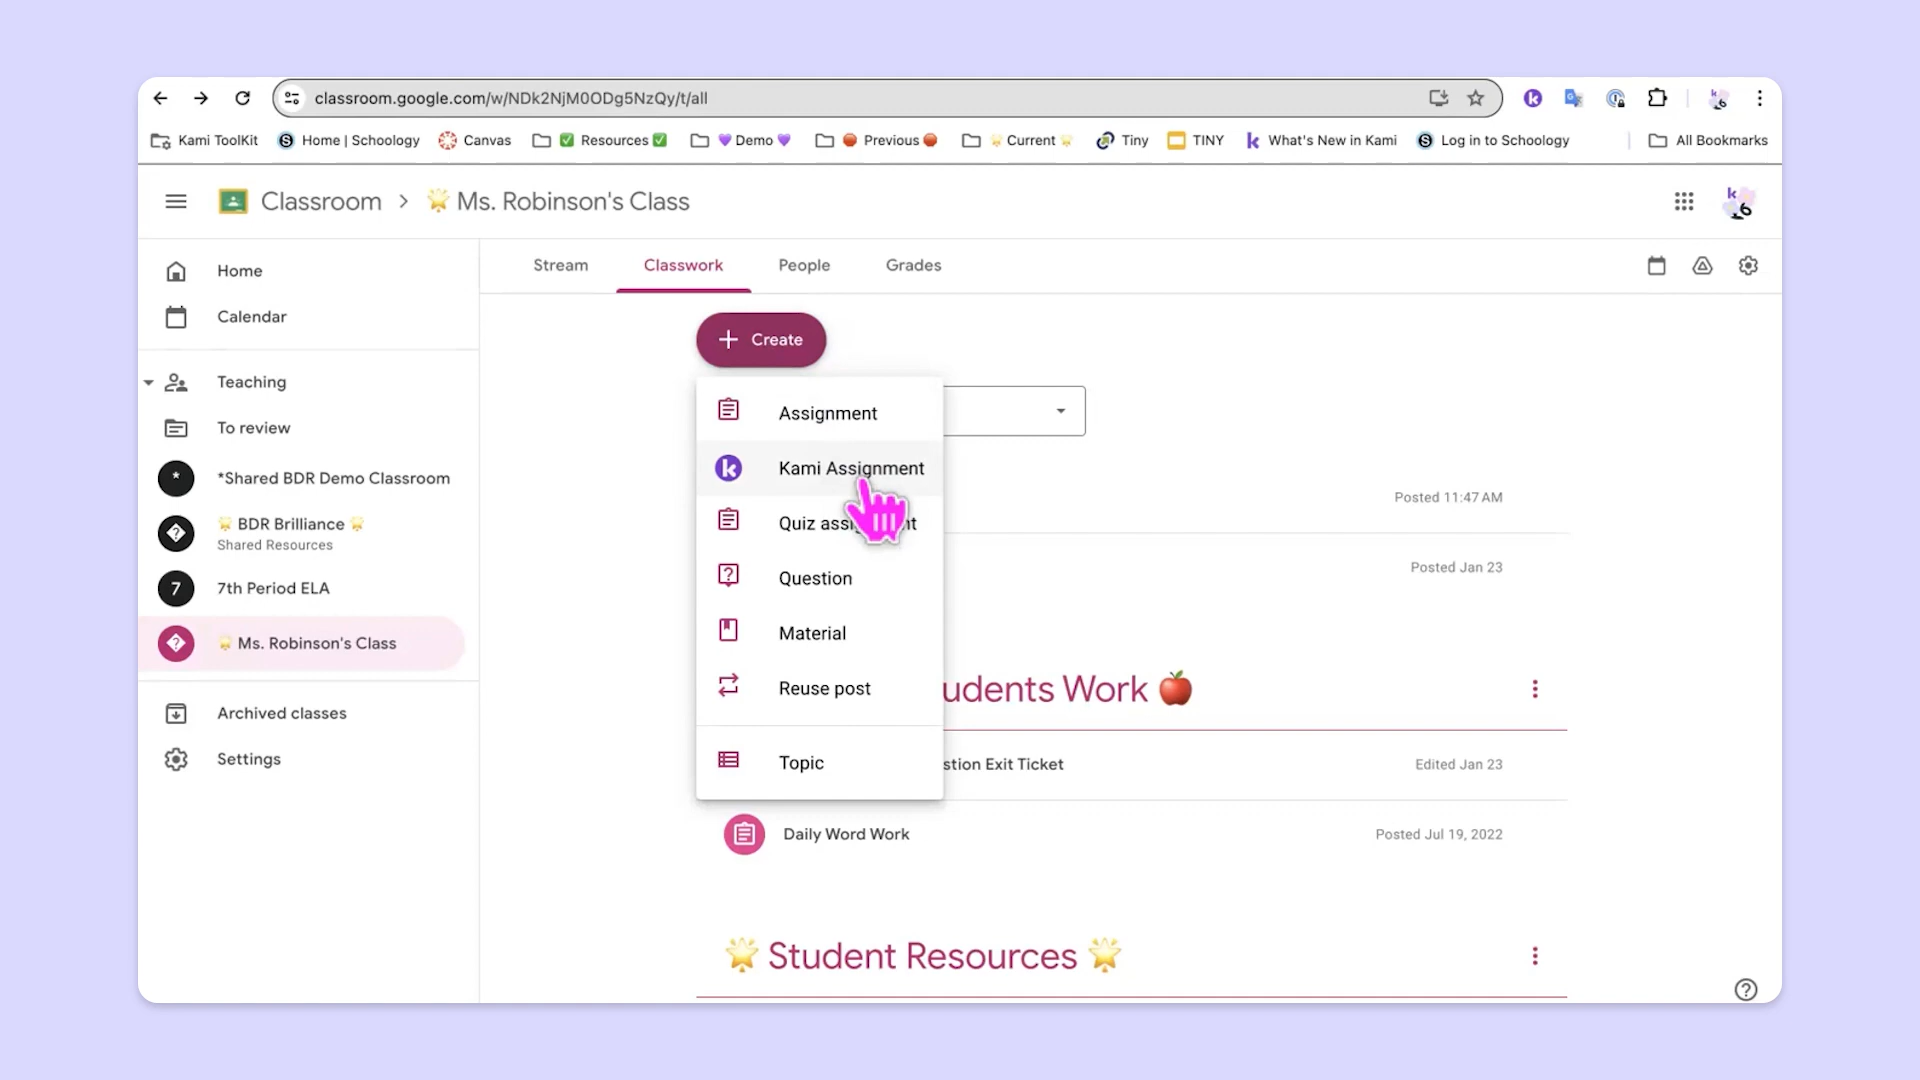 classroom.google.com/w/NDk2NjM0ODg5NzQy/t/all
Kami ToolKit
Home | Schoology
Canvas
✅ Resources ✅
💜 Demo 💜
🛑 Previous 🛑
🌟 Current 🌟
Tiny
TINY
What's New in Kami
Log in to Schoology
All Bookmarks
Classroom > 🌟 Ms. Robinson's Class
Home
Calendar
Teaching
To review
*
*Shared BDR Demo Classroom
🌟 BDR Brilliance 🌟
Shared Resources
7
7th Period ELA
🌟 Ms. Robinson's Class
Archived classes
Settings
Stream
Classwork
People
Grades
+ Create
Assignment
Kami Assignment
Quiz assi nt
Question
Material
Reuse post
Topic
Posted 11:47 AM
Posted Jan 23
udents Work 🍎
stion Exit Ticket
Edited Jan 23
Daily Word Work
Posted Jul 19, 2022
🌟 Student Resources 🌟